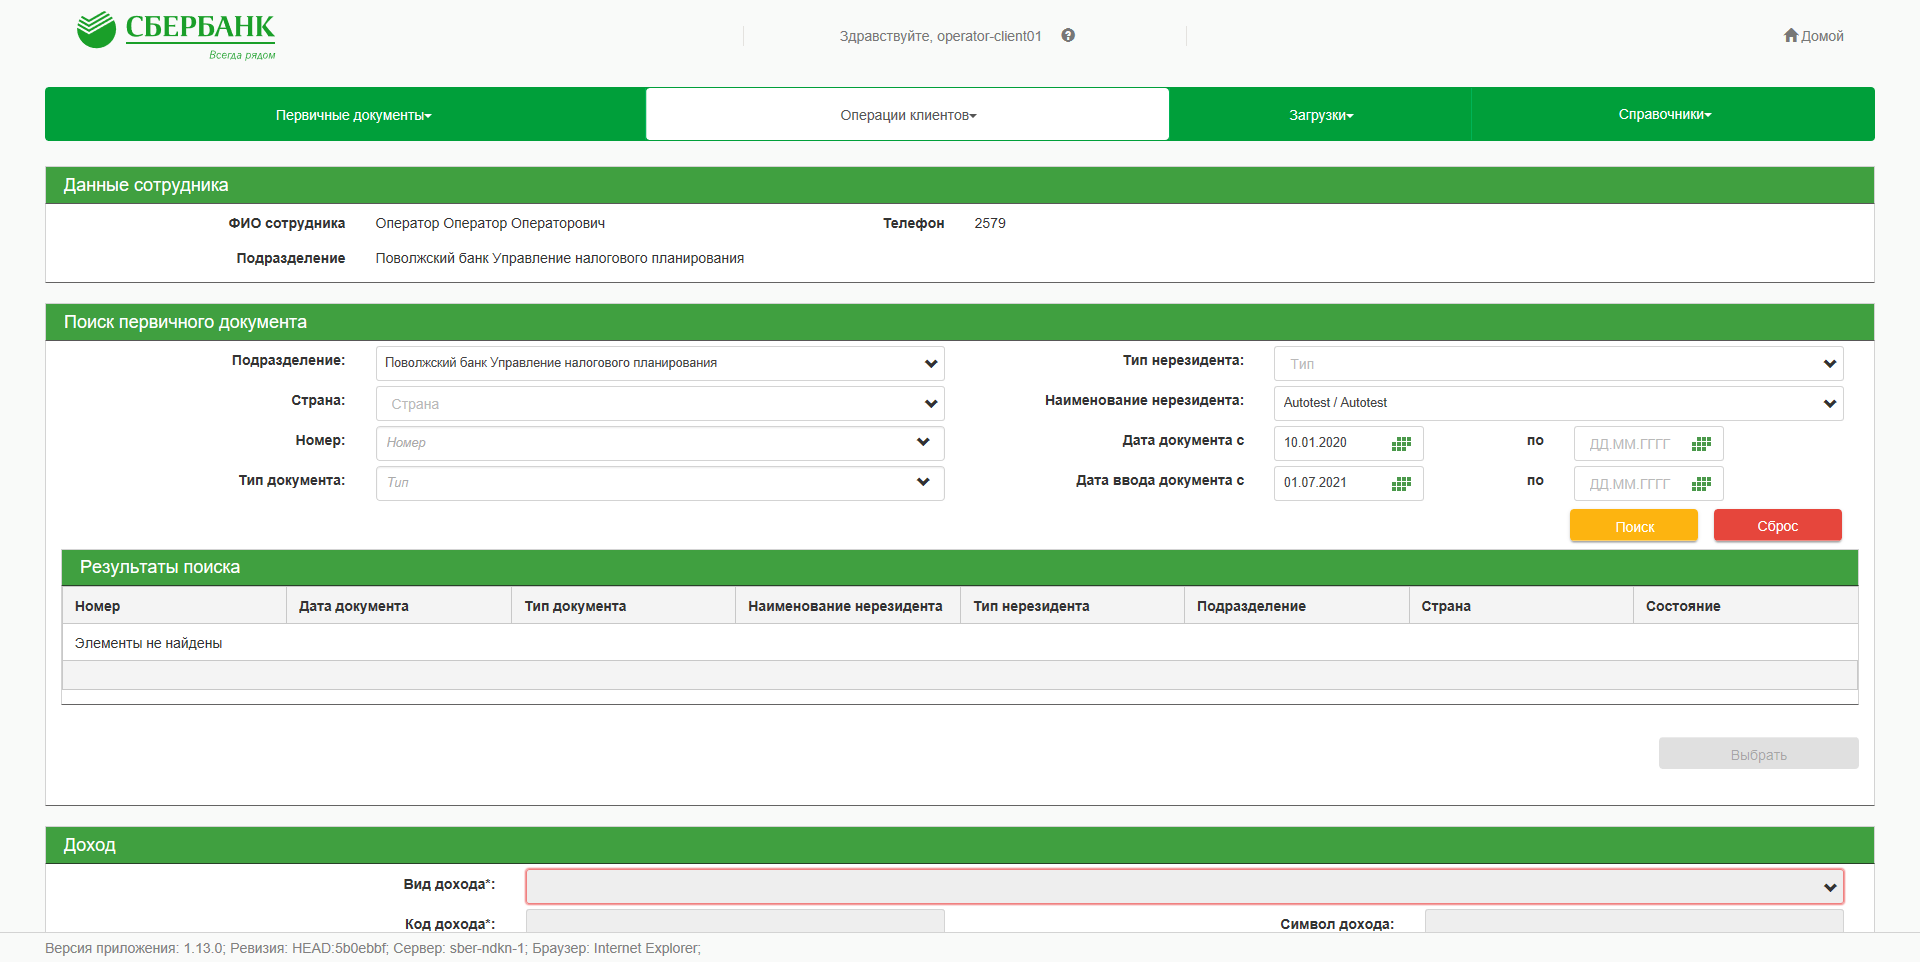 СБЕРБАНК
Всегда рядом
Здравствуйте, operator-client01
Домой
Первичные документы
Операции клиентов
Загрузки
Справочники
Данные сотрудника
ФИО сотрудника Оператор Оператор Операторович Телефон 2579
Подразделение Поволжский банк Управление налогового планирования
Поиск первичного документа
Подразделение: Поволжский банк Управление налогового планирования Тип нерезидента: Тип
Страна: Страна Наименование нерезидента: Autotest / Autotest
Номер: Номер Дата документа с 10.01.2020 по ДД.ММ.ГГГГ
Тип документа: Тип Дата ввода документа с 01.07.2021 по ДД.ММ.ГГГГ
Поиск Сброс
Результаты поиска
Номер Дата документа Тип документа Наименование нерезидента Тип нерезидента Подразделение Страна Состояние
Элементы не найдены
Выбрать
Доход
Вид дохода*:
Код дохода*: Символ дохода:
Версия приложения: 1.13.0; Ревизия: HEAD:5b0ebbf; Сервер: sber-ndkn-1; Браузер: Internet Explorer;